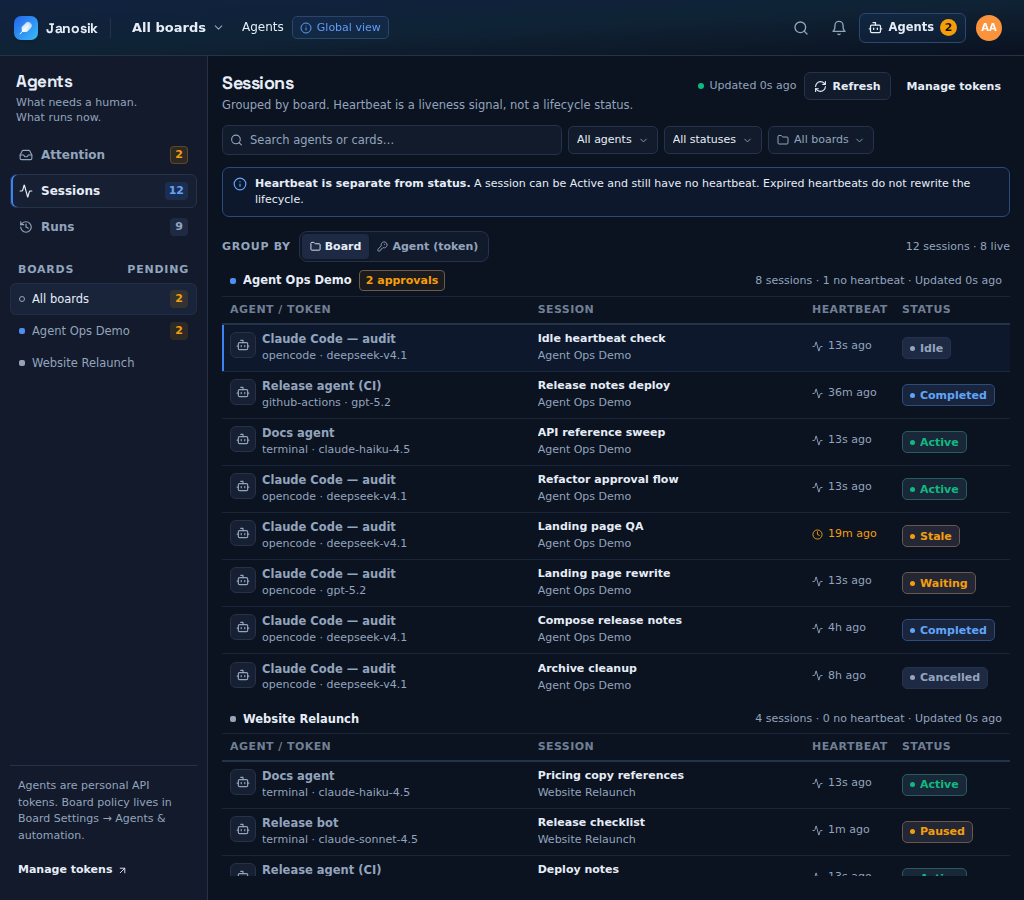 Janosik
All boards
Agents
Global view
Agents 2
AA
Agents
What needs a human.
What runs now.
Attention 2
Sessions 12
Runs 9
BOARDS PENDING
All boards 2
Agent Ops Demo 2
Website Relaunch
Agents are personal API
tokens. Board policy lives in
Board Settings → Agents &
automation.
Manage tokens
Sessions
Grouped by board. Heartbeat is a liveness signal, not a lifecycle status.
Updated 0s ago
Refresh
Manage tokens
Search agents or cards...
All agents
All statuses
All boards
Heartbeat is separate from status. A session can be Active and still have no heartbeat. Expired heartbeats do not rewrite the
lifecycle.
GROUP BY Board Agent (token) 12 sessions · 8 live
Agent Ops Demo 2 approvals 8 sessions · 1 no heartbeat · Updated 0s ago
AGENT / TOKEN SESSION HEARTBEAT STATUS
Claude Code — audit Idle heartbeat check 13s ago Idle
opencode · deepseek-v4.1 Agent Ops Demo
Release agent (CI) Release notes deploy 36m ago Completed
github-actions · gpt-5.2 Agent Ops Demo
Docs agent API reference sweep 13s ago Active
terminal · claude-haiku-4.5 Agent Ops Demo
Claude Code — audit Refactor approval flow 13s ago Active
opencode · deepseek-v4.1 Agent Ops Demo
Claude Code — audit Landing page QA 19m ago Stale
opencode · deepseek-v4.1 Agent Ops Demo
Claude Code — audit Landing page rewrite 13s ago Waiting
opencode · gpt-5.2 Agent Ops Demo
Claude Code — audit Compose release notes 4h ago Completed
opencode · deepseek-v4.1 Agent Ops Demo
Claude Code — audit Archive cleanup 8h ago Cancelled
opencode · deepseek-v4.1 Agent Ops Demo
Website Relaunch 4 sessions · 0 no heartbeat · Updated 0s ago
AGENT / TOKEN SESSION HEARTBEAT STATUS
Docs agent Pricing copy references 13s ago Active
terminal · claude-haiku-4.5 Website Relaunch
Release bot Release checklist 1m ago Paused
terminal · claude-sonnet-4.5 Website Relaunch
Release agent (CI) Deploy notes 13s ago